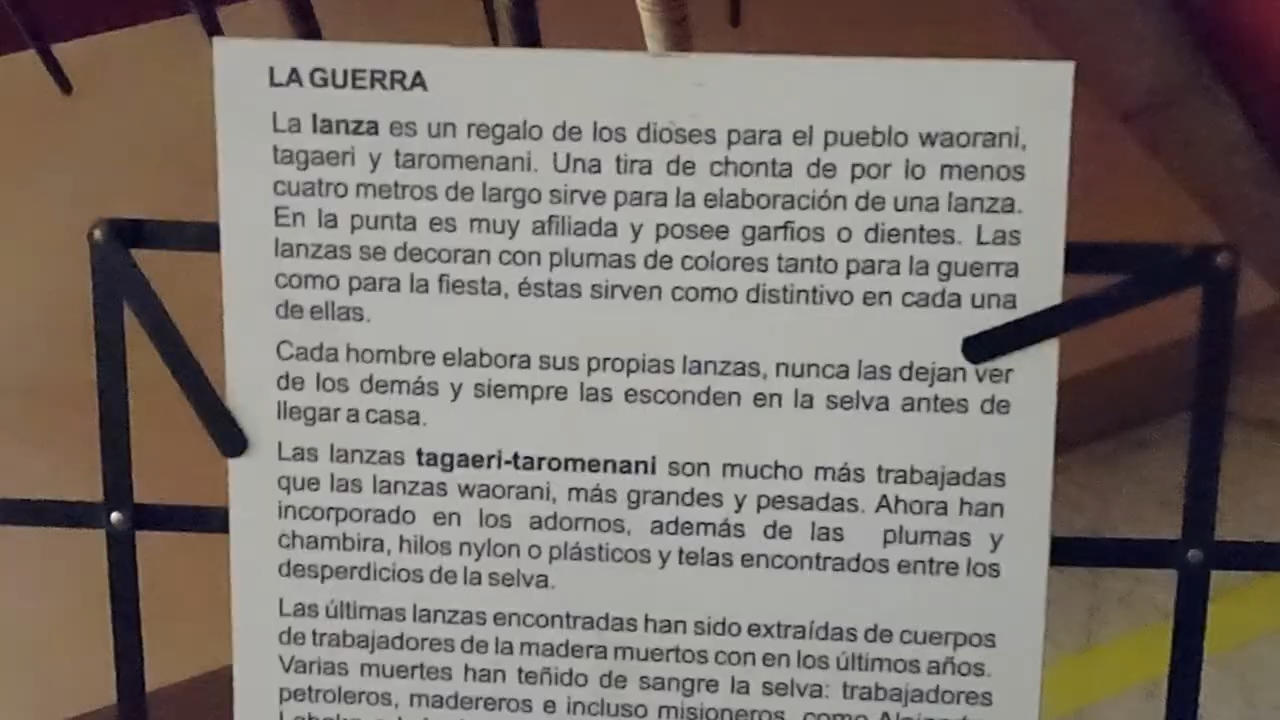 LA GUERRA
La lanza es un regalo de los dioses para el pueblo waorani,
tagaeri y taromenani. Una tira de chonta de por lo menos
cuatro metros de largo sirve para la elaboración de una lanza.
En la punta es muy afiliada y posee garfios o dientes. Las
lanzas se decoran con plumas de colores tanto para la guerra
como para la fiesta, éstas sirven como distintivo en cada una
de ellas.
Cada hombre elabora sus propias lanzas, nunca las dejan ver
de los demás y siempre las esconden en la selva antes de
llegar a casa.
Las lanzas tagaeri-taromenani son mucho más trabajadas
que las lanzas waorani, más grandes y pesadas. Ahora han
incorporado en los adornos, además de las plumas y
chambira, hilos nylon o plásticos y telas encontrados entre los
desperdicios de la selva.
Las últimas lanzas encontradas han sido extraídas de cuerpos
de trabajadores de la madera muertos con en los últimos años.
Varias muertes han teñido de sangre la selva: trabajadores
petroleros, madereros e incluso misioneros, como